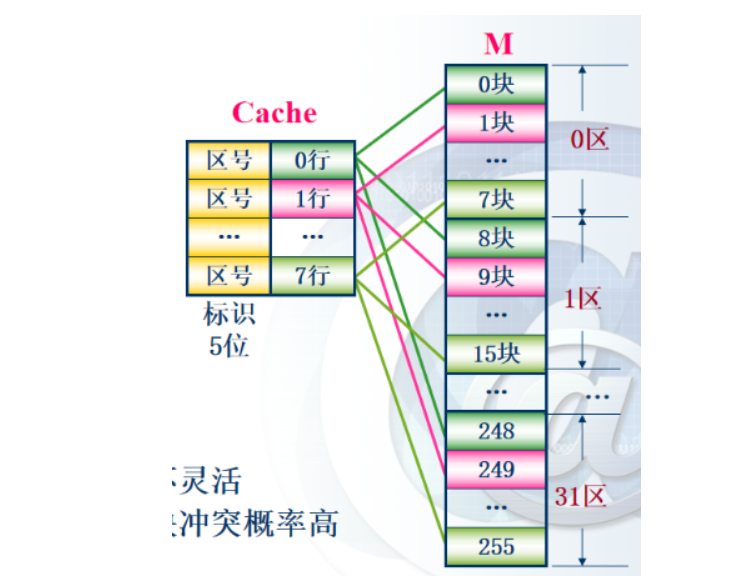 M
Cache
0块
1块
...
7块
8块
9块
...
15块
...
248
249
...
255
0区
1区
...
31区
区号 0行
区号 1行
... ...
区号 7行
标识
5位
灵活
冲突概率高